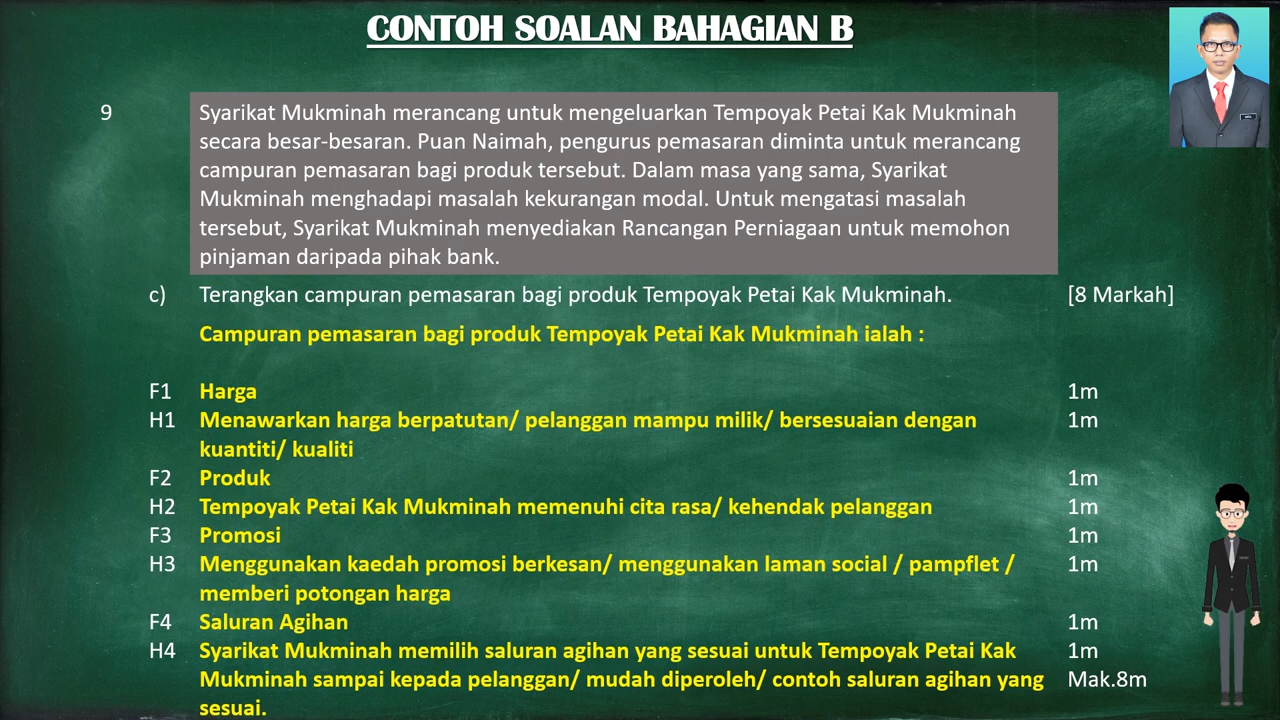 CONTOH SOALAN BAHAGIAN B
9 Syarikat Mukminah merancang untuk mengeluarkan Tempoyak Petai Kak Mukminah
secara besar-besaran. Puan Naimah, pengurus pemasaran diminta untuk merancang
campuran pemasaran bagi produk tersebut. Dalam masa yang sama, Syarikat
Mukminah menghadapi masalah kekurangan modal. Untuk mengatasi masalah
tersebut, Syarikat Mukminah menyediakan Rancangan Perniagaan untuk memohon
pinjaman daripada pihak bank.
c) Terangkan campuran pemasaran bagi produk Tempoyak Petai Kak Mukminah. [8 Markah]
Campuran pemasaran bagi produk Tempoyak Petai Kak Mukminah ialah :
F1 Harga 1m
H1 Menawarkan harga berpatutan/ pelanggan mampu milik/ bersesuaian dengan 1m
kuantiti/ kualiti
F2 Produk 1m
H2 Tempoyak Petai Kak Mukminah memenuhi cita rasa/ kehendak pelanggan 1m
F3 Promosi 1m
H3 Menggunakan kaedah promosi berkesan/ menggunakan laman social / pampflet / 1m
memberi potongan harga
F4 Saluran Agihan 1m
H4 Syarikat Mukminah memilih saluran agihan yang sesuai untuk Tempoyak Petai Kak 1m
Mukminah sampai kepada pelanggan/ mudah diperoleh/ contoh saluran agihan yang Mak.8m
sesuai.